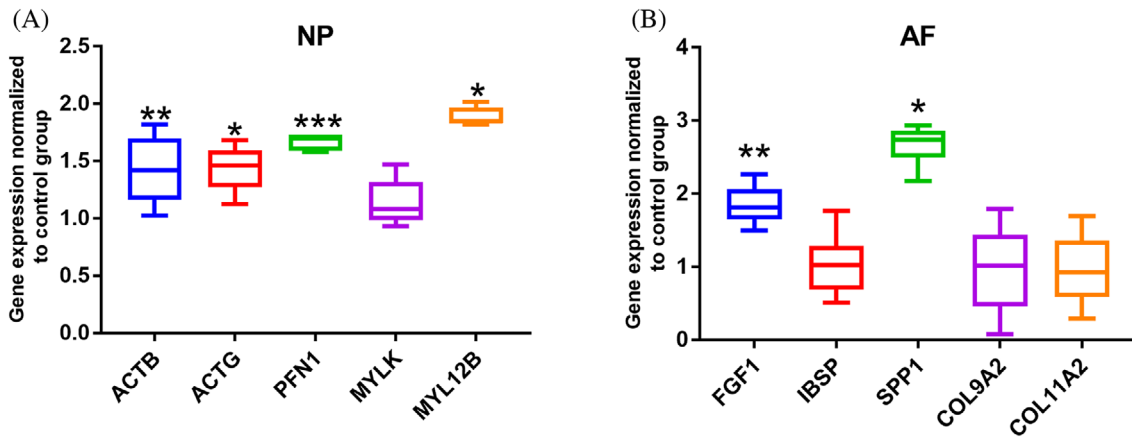 (A)
NP
Gene expression normalized
to control group
2.5
2.0
1.5
1.0
0.5
0.0
**
*
***
*
ACTB
ACTG
PFN1
MYLK
MYL12B
(B)
AF
Gene expression normalized
to control group
4
3
2
1
0
**
*
FGF1
IBSP
SPP1
COL9A2
COL11A2